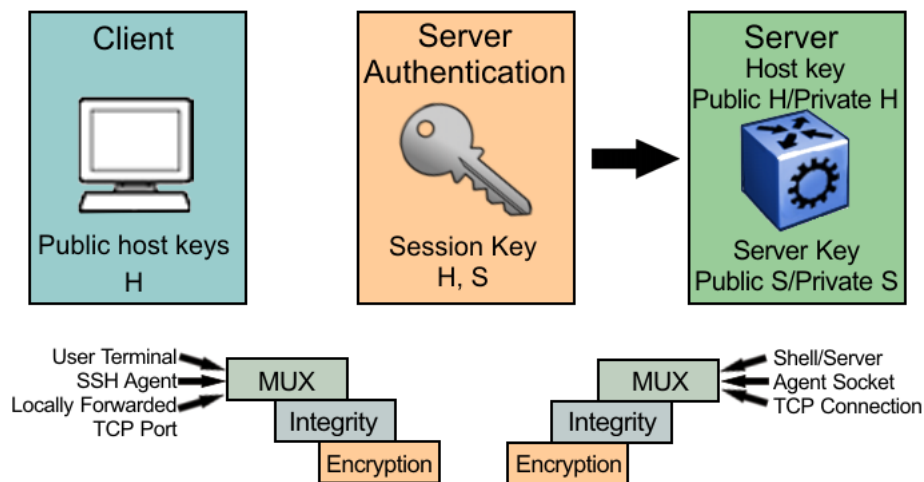 Client
Public host keys
H
Server
Authentication
Session Key
H, S
Server
Host key
Public H/Private H
Server Key
Public S/Private S
User Terminal
SSH Agent
Locally Forwarded
TCP Port
MUX
Integrity
Encryption
MUX
Integrity
Encryption
Shell/Server
Agent Socket
TCP Connection